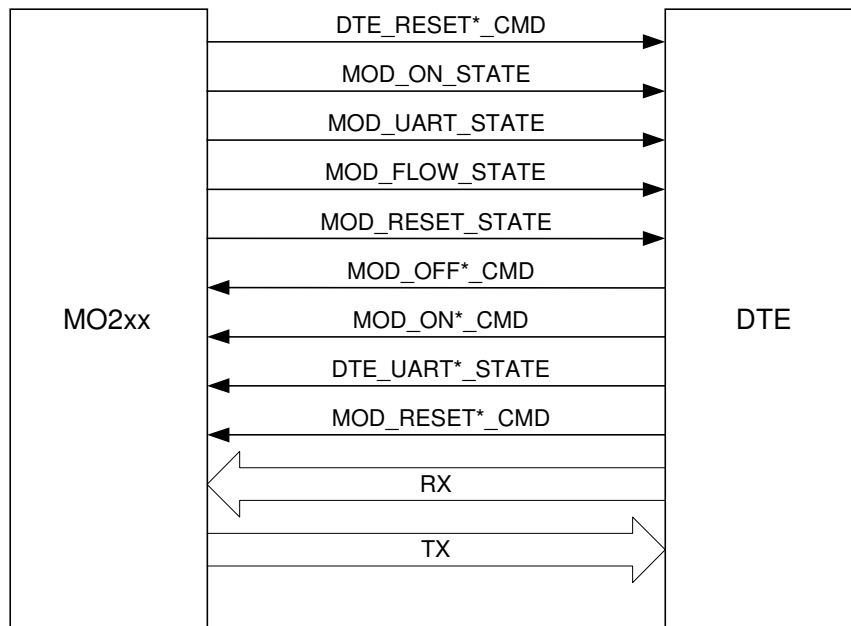 DTE_RESET*_CMD
MOD_ON_STATE
MOD_UART_STATE
MOD_FLOW_STATE
MOD_RESET_STATE
MOD_OFF*_CMD
MO2xx
MOD_ON*_CMD
DTE
DTE_UART*_STATE
MOD_RESET*_CMD
RX
TX